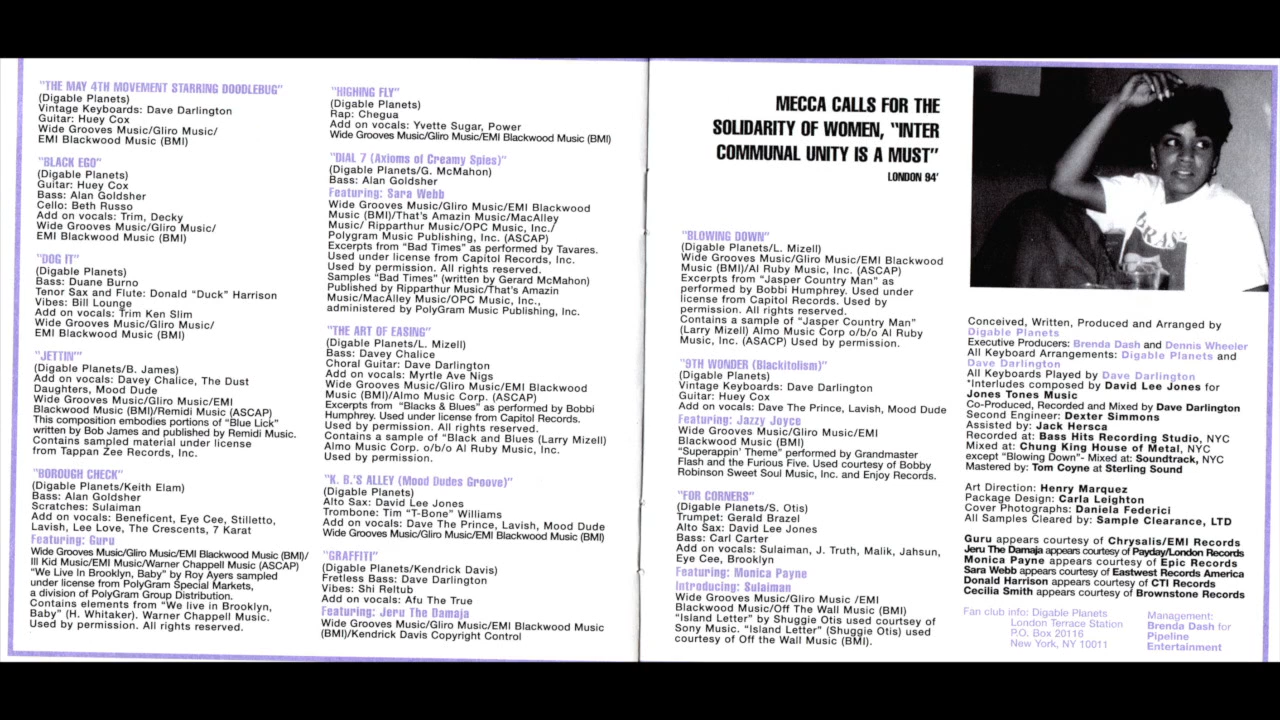 "THE MAY 4TH MOVEMENT STARRING DOODLEBUG"
(Digable Planets)
Vintage Keyboards: Dave Darlington
Guitar: Huey Cox
Wide Grooves Music/Gliro Music/
EMI Blackwood Music (BMI)
"BLACK EGO"
(Digable Planets)
Guitar: Huey Cox
Bass: Alan Goldsher
Cello: Beth Russo
Add on vocals: Trim, Decky
Wide Grooves Music/Gliro Music/
EMI Blackwood Music (BMI)
"DOG IT"
(Digable Planets)
Bass: Duane Burno
Tenor Sax and Flute: Donald "Duck" Harrison
Vibes: Bill Lounge
Add on vocals: Trim Ken Slim
Wide Grooves Music/Gliro Music/
EMI Blackwood Music (BMI)
"JETTIN'"
(Digable Planets/B. James)
Add on vocals: Davey Chalice, The Dust
Daughters, Mood Dude
Wide Grooves Music/Gliro Music/EMI
Blackwood Music (BMI)/Remidi Music (ASCAP)
This composition embodies portions of "Blue Lick"
written by Bob James and published by Remidi Music.
Contains sampled material under license
from Tappan Zee Records, Inc.
"BOROUGH CHECK"
(Digable Planets/Keith Elam)
Bass: Alan Goldsher
Scratches: Sulaiman
Add on vocals: Beneficent, Eye Cee, Stilletto,
Lavish, Lee Love, The Crescents, 7 Karat
Featuring: Guru
Wide Grooves Music/Gliro Music/EMI Blackwood Music (BMI)/
Ill Kid Music/EMI Music/Warner Chappell Music (ASCAP)
"We Live In Brooklyn, Baby" by Roy Ayers sampled
under license from PolyGram Special Markets,
a division of PolyGram Group Distribution.
Contains elements from "We live in Brooklyn,
Baby" (H. Whitaker). Warner Chappell Music.
Used by permission. All rights reserved.
"HIGHING FLY"
(Digable Planets)
Rap: Chegua
Add on vocals: Yvette Sugar, Power
Wide Grooves Music/Gliro Music/EMI Blackwood Music (BMI)
"DIAL 7 (Axioms of Creamy Spies)"
(Digable Planets/G. McMahon)
Bass: Alan Goldsher
Featuring: Sara Webb
Wide Grooves Music/Gliro Music/EMI Blackwood
Music (BMI)/That's Amazin Music/MacAlley
Music/ Ripparthur Music/OPC Music, Inc./
Polygram Music Publishing, Inc. (ASCAP)
Excerpts from "Bad Times" as performed by Tavares.
Used under license from Capitol Records, Inc.
Used by permission. All rights reserved.
Samples "Bad Times" (written by Gerard McMahon)
Published by Ripparthur Music/That's Amazin
Music/MacAlley Music/OPC Music, Inc.,
administered by PolyGram Music Publishing, Inc.
"THE ART OF EASING"
(Digable Planets/L. Mizell)
Bass: Davey Chalice
Choral Guitar: Dave Darlington
Add on vocals: Myrtle Ave Nigs
Wide Grooves Music/Gliro Music/EMI Blackwood
Music (BMI)/Almo Music Corp. (ASCAP)
Excerpts from "Blacks & Blues" as performed by Bobbi
Humphrey. Used under license from Capitol Records.
Used by permission. All rights reserved.
Contains a sample of "Black and Blues (Larry Mizell)
Almo Music Corp. o/b/o Al Ruby Music, Inc.
Used by permission.
"K. B.'S ALLEY (Mood Dudes Groove)"
(Digable Planets)
Alto Sax: David Lee Jones
Trombone: Tim "T-Bone" Williams
Add on vocals: Dave The Prince, Lavish, Mood Dude
Wide Grooves Music/Gliro Music/EMI Blackwood Music (BMI)
"GRAFFITI"
(Digable Planets/Kendrick Davis)
Fretless Bass: Dave Darlington
Vibes: Shi Reltub
Add on vocals: Afu The True
Featuring: Jeru The Damaja
Wide Grooves Music/Gliro Music/EMI Blackwood Music
(BMI)/Kendrick Davis Copyright Control
MECCA CALLS FOR THE
SOLIDARITY OF WOMEN, "INTER
COMMUNAL UNITY IS A MUST"
LONDON 94'
"BLOWING DOWN"
(Digable Planets/L. Mizell)
Wide Grooves Music/Gliro Music/EMI Blackwood
Music (BMI)/Al Ruby Music, Inc. (ASCAP)
Excerpts from "Jasper Country Man" as
performed by Bobbi Humphrey. Used under
license from Capitol Records. Used by
permission. All rights reserved.
Contains a sample of "Jasper Country Man"
(Larry Mizell) Almo Music Corp o/b/o Al Ruby
Music, Inc. (ASACP) Used by permission.
"9TH WONDER (Blackitolism)"
(Digable Planets)
Vintage Keyboards: Dave Darlington
Guitar: Huey Cox
Add on vocals: Dave The Prince, Lavish, Mood Dude
Featuring: Jazzy Joyce
Wide Grooves Music/Gliro Music/EMI
Blackwood Music (BMI)
"Superappin' Theme" performed by Grandmaster
Flash and the Furious Five. Used courtesy of Bobby
Robinson Sweet Soul Music, Inc. and Enjoy Records.
"FOR CORNERS"
(Digable Planets/S. Otis)
Trumpet: Gerald Brazel
Alto Sax: David Lee Jones
Bass: Carl Carter
Add on vocals: Sulaiman, J. Truth, Malik, Jahsun,
Eye Cee, Brooklyn
Featuring: Monica Payne
Introducing: Sulaiman
Wide Grooves Music/Gliro Music /EMI
Blackwood Music/Off The Wall Music (BMI)
"Island Letter" by Shuggie Otis used courtsey of
Sony Music. "Island Letter" (Shuggie Otis) used
courtesy of Off the Wall Music (BMI).
Conceived, Written, Produced and Arranged by
Digable Planets
Executive Producers: Brenda Dash and Dennis Wheeler
All Keyboard Arrangements: Digable Planets and
Dave Darlington
All Keyboards Played by Dave Darlington
*Interludes composed by David Lee Jones for
Jones Tones Music
Co-Produced, Recorded and Mixed by Dave Darlington
Second Engineer: Dexter Simmons
Assisted by: Jack Hersca
Recorded at: Bass Hits Recording Studio, NYC
Mixed at: Chung King House of Metal, NYC
except "Blowing Down"- Mixed at: Soundtrack, NYC
Mastered by: Tom Coyne at Sterling Sound
Art Direction: Henry Marquez
Package Design: Carla Leighton
Cover Photographs: Daniela Federici
All Samples Cleared by: Sample Clearance, LTD
Guru appears courtesy of Chrysalis/EMI Records
Jeru The Damaja appears courtesy of Payday/London Records
Monica Payne appears courtesy of Epic Records
Sara Webb appears courtesy of Eastwest Records America
Donald Harrison appears courtesy of CTI Records
Cecilia Smith appears courtesy of Brownstone Records
Fan club info: Digable Planets
London Terrace Station
P.O. Box 20116
New York, NY 10011
Management:
Brenda Dash for
Pipeline
Entertainment